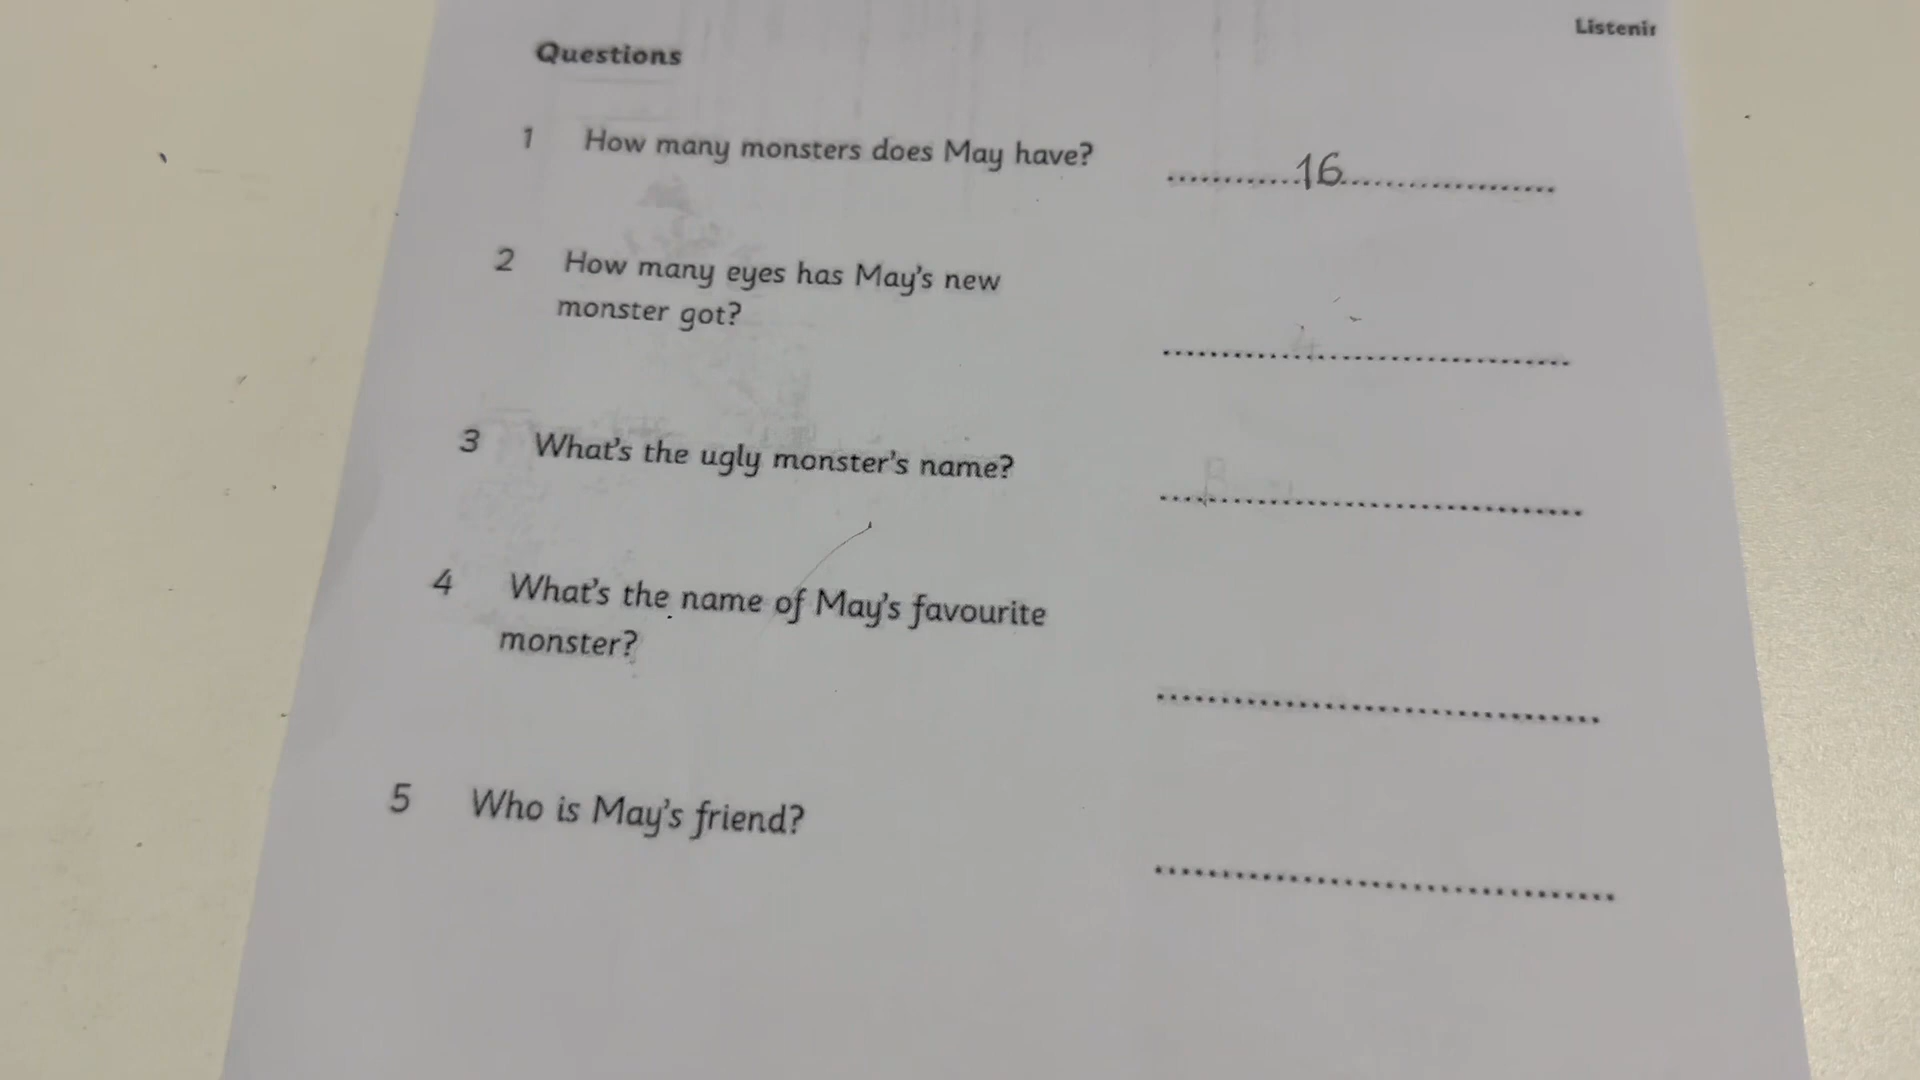 Listenir
Questions
1 How many monsters does May have? ..........16..........
2 How many eyes has May's new
monster got? ....................
3 What's the ugly monster's name? ....................
4 What's the name of May's favourite
monster? ....................
5 Who is May's friend? ....................